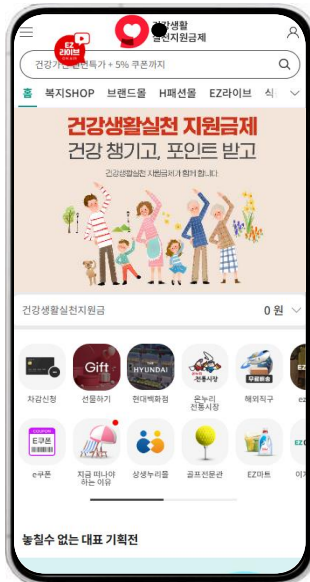 건강생활
실천지원금제
EZ
라이브
특가 + 5% 쿠폰까지
홈 복지SHOP 브랜드몰 H패션몰 EZ라이브
건강생활실천 지원금제
건강 챙기고, 포인트 받고
건강생활실천 지원금제가 함께 합니다
건강생활실천지원금
0 원
Gift
HYUNDAI
온누리
전통시장
무료배송
EZ
차감신청
선물하기
현대백화점
온누리
전통시장
해외직구
ez
COUPON
E쿠폰
EZ
e쿠폰
지금 떠나야
하는 이유
상생누리몰
골프전문관
EZ마트
놓칠수 없는 대표 기획전